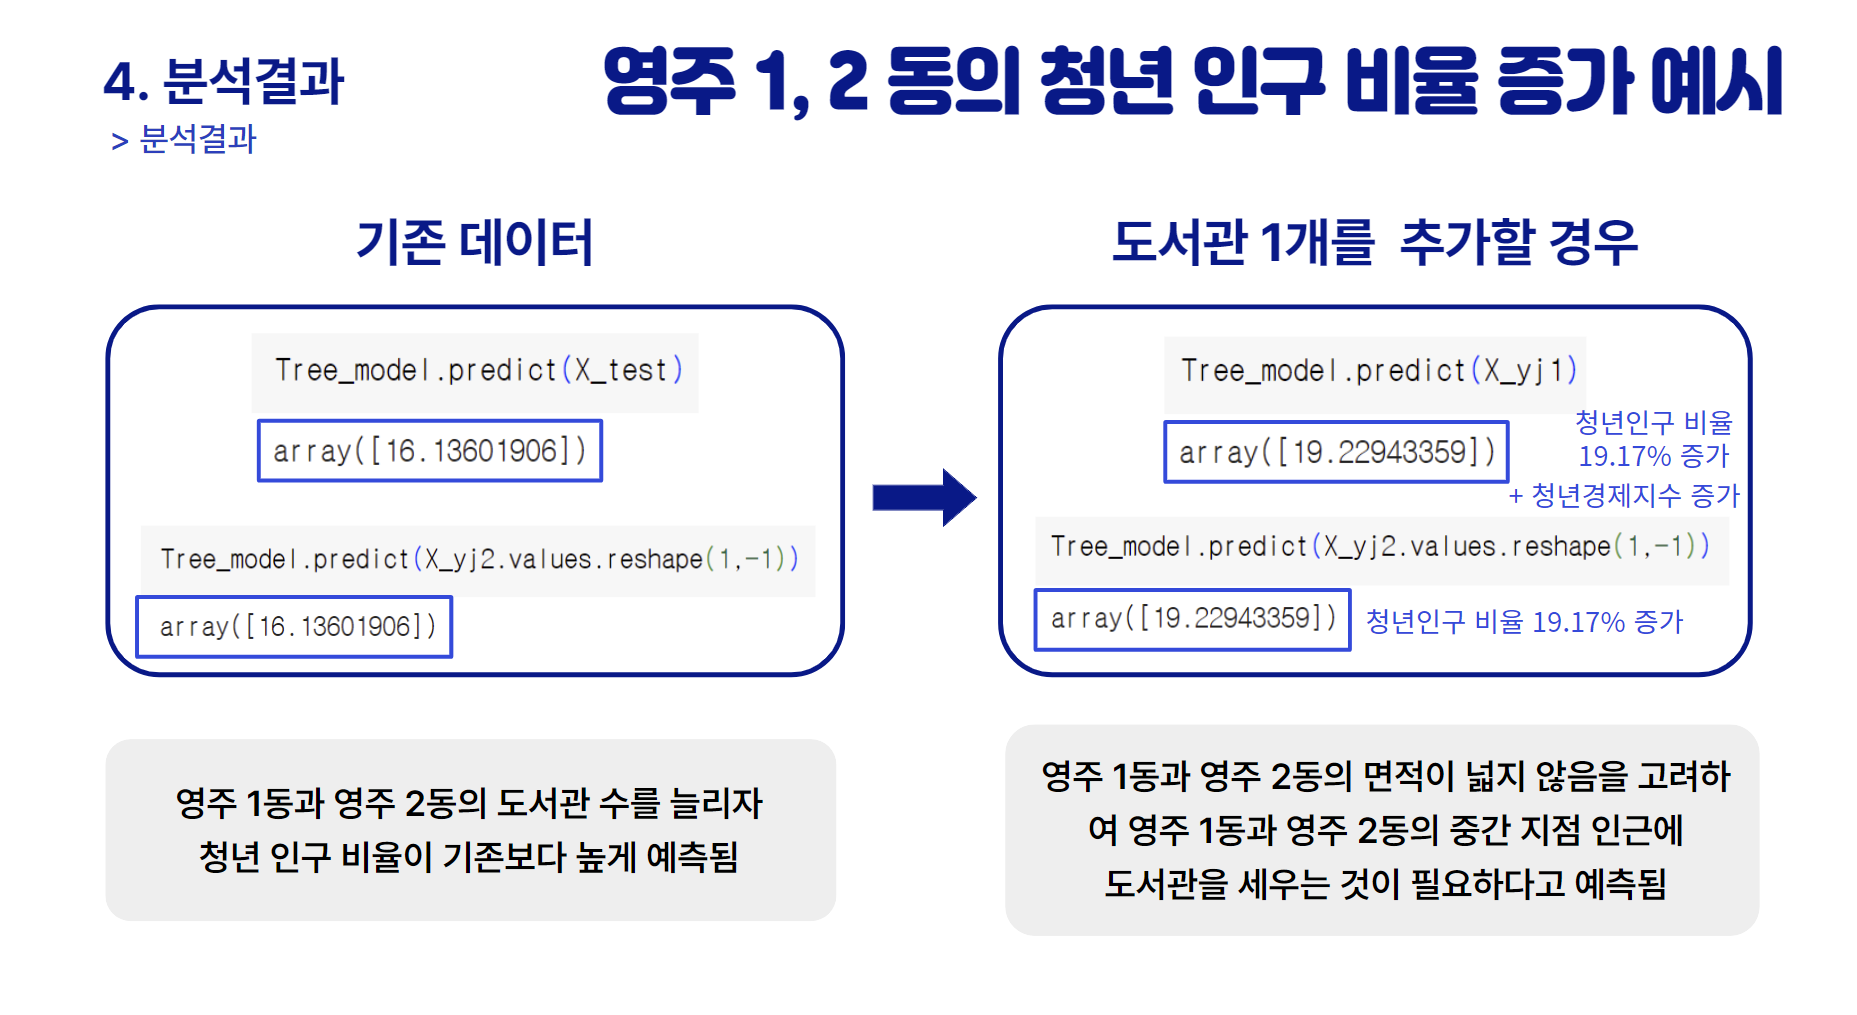 4. 분석결과
> 분석결과
영주 1, 2 동의 청년 인구 비율 증가 예시
기존 데이터
Tree_model.predict(X_test)
array([16.13601906])
Tree_model.predict(X_yj2.values.reshape(1,-1))
array([16.13601906])
도서관 1개를 추가할 경우
Tree_model.predict(X_yj1)
array([19.22943359])
청년인구 비율
19.17% 증가
+ 청년경제지수 증가
Tree_model.predict(X_yj2.values.reshape(1,-1))
array([19.22943359])
청년인구 비율 19.17% 증가
영주 1동과 영주 2동의 도서관 수를 늘리자
청년 인구 비율이 기존보다 높게 예측됨
영주 1동과 영주 2동의 면적이 넓지 않음을 고려하
여 영주 1동과 영주 2동의 중간 지점 인근에
도서관을 세우는 것이 필요하다고 예측됨